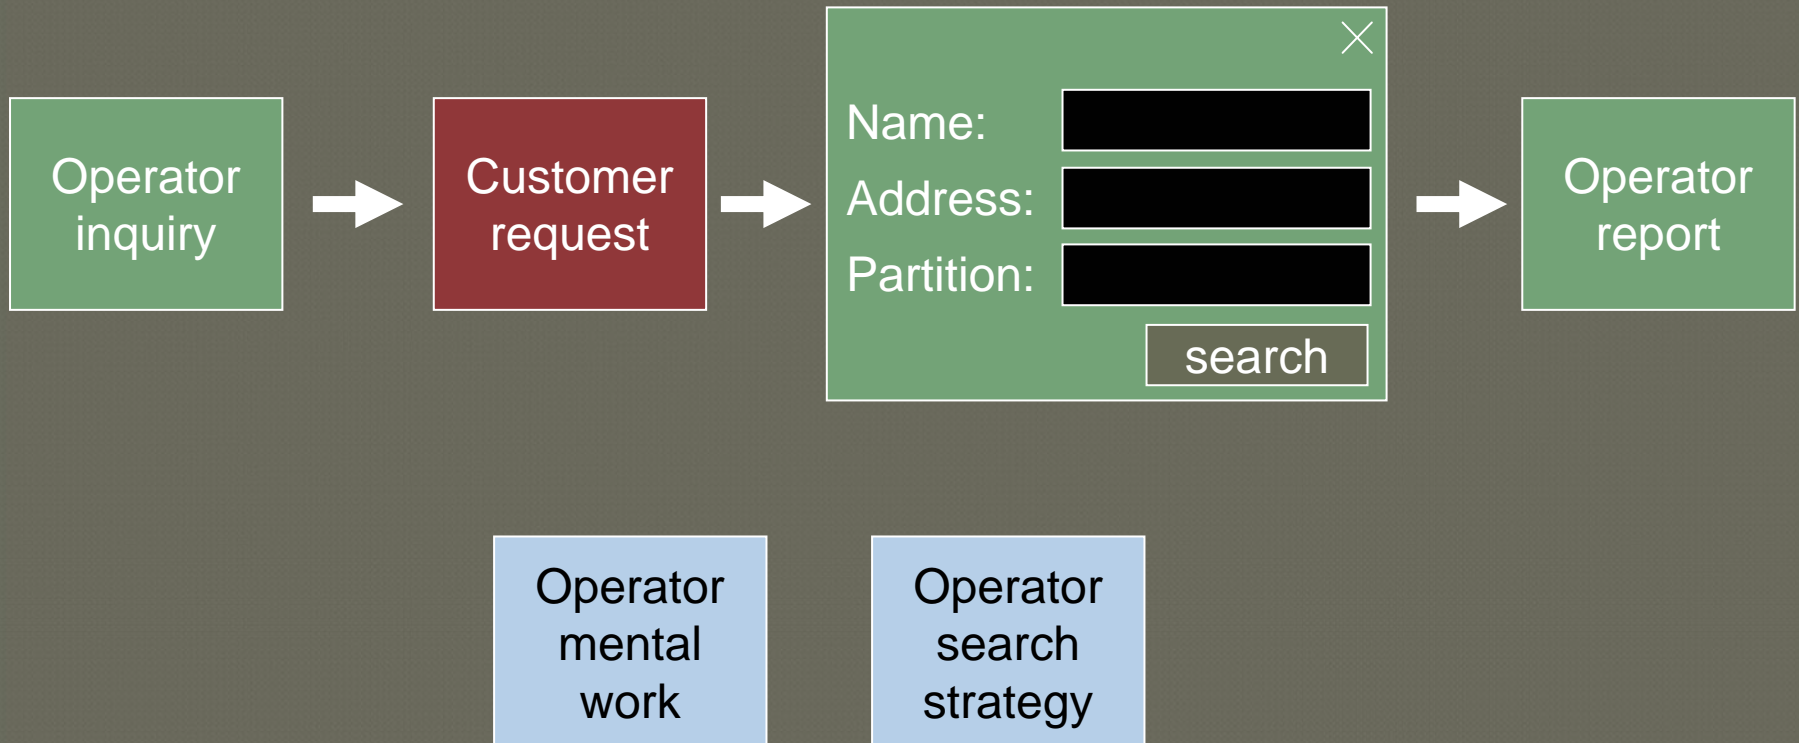 Operator
inquiry
Customer
request
Name:
Address:
Partition:
search
Operator
report
Operator
mental
work
Operator
search
strategy